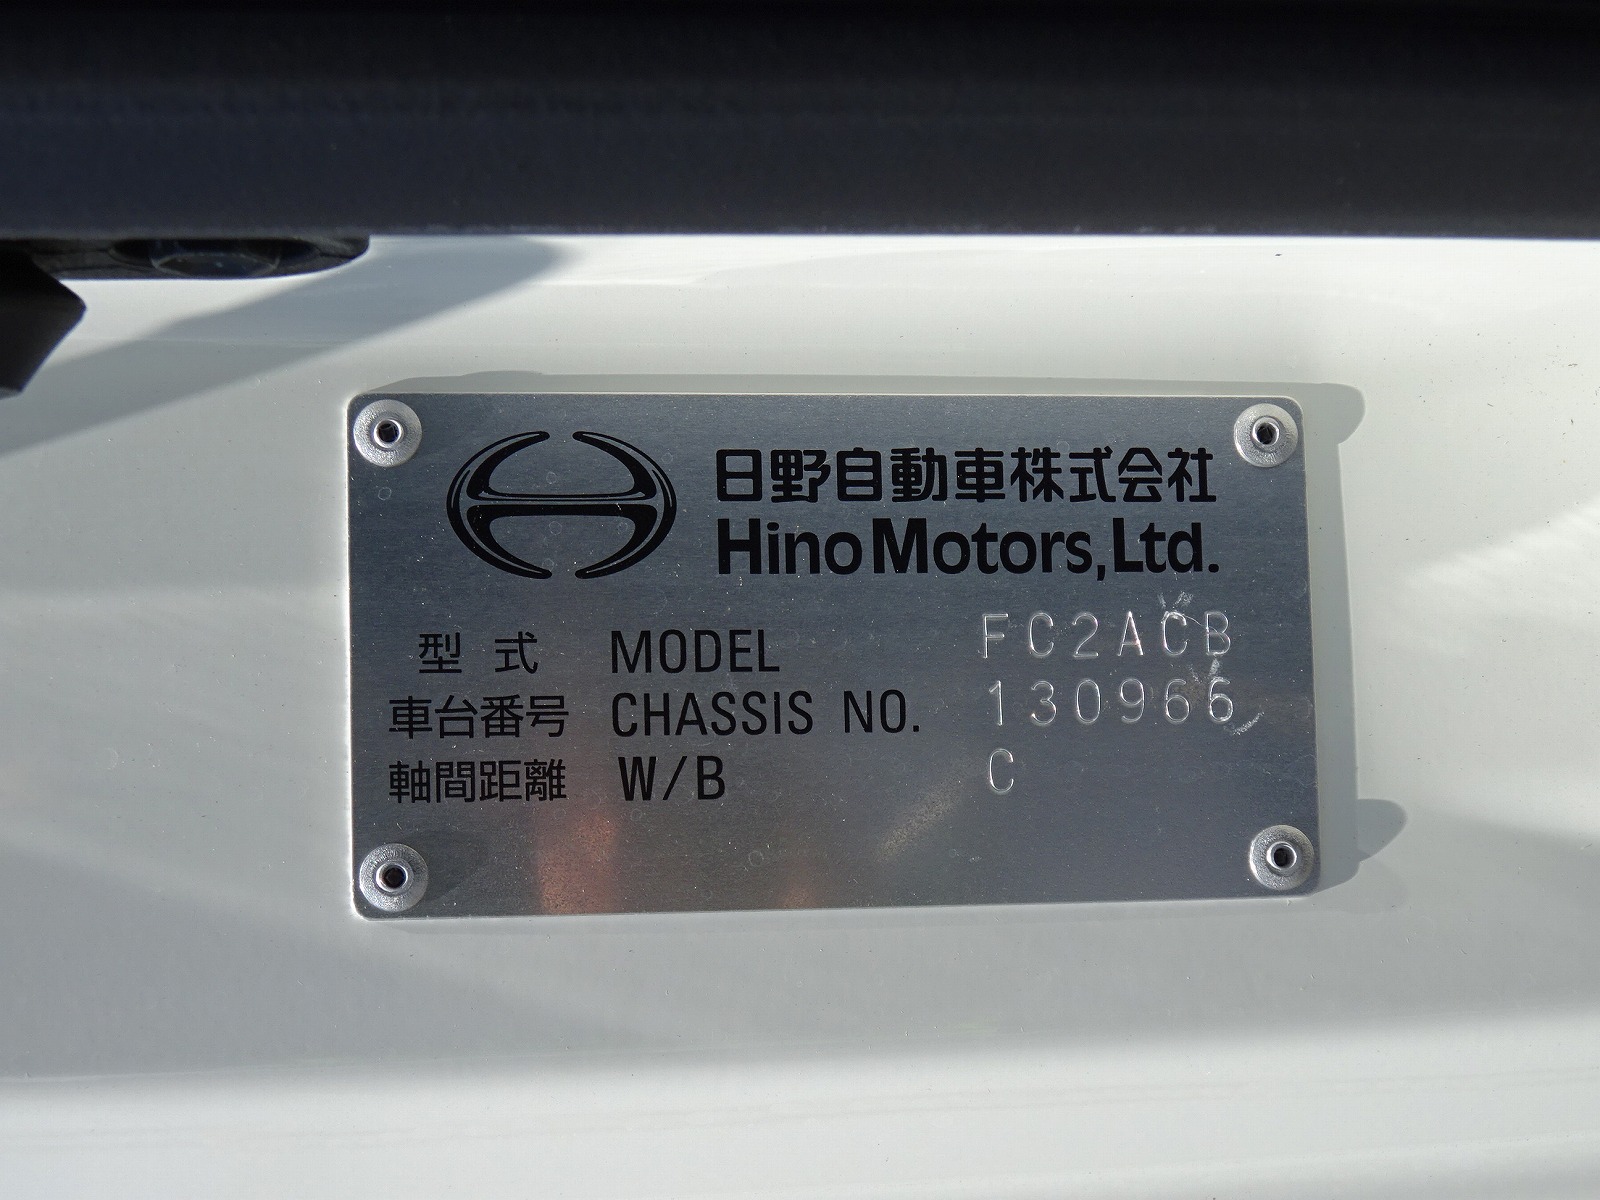 日野自動車株式会社
Hino Motors, Ltd.
型式 MODEL FC2ACB
車台番号 CHASSIS NO. 130966
軸間距離 W/B C